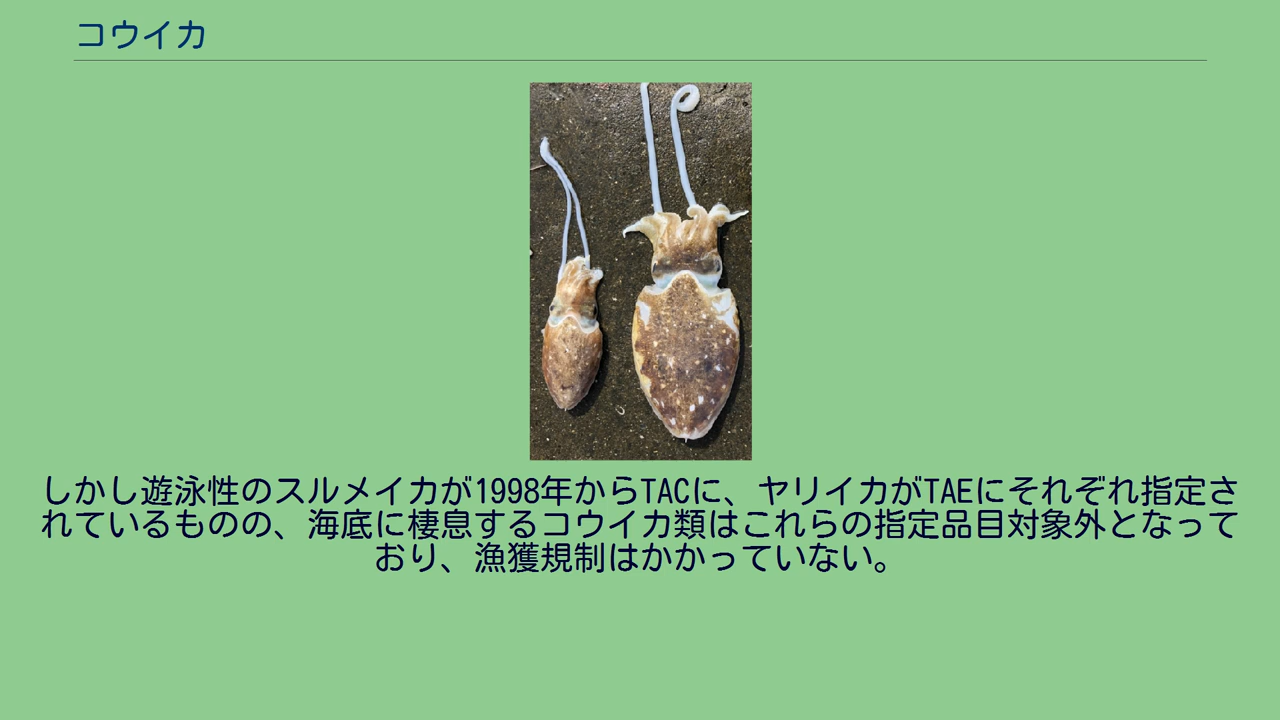 コウイカ
しかし遊泳性のスルメイカが1998年からTACに、ヤリイカがTAEにそれぞれ指定さ
れているものの、海底に棲息するコウイカ類はこれらの指定品目対象外となって
おり、漁獲規制はかかっていない。